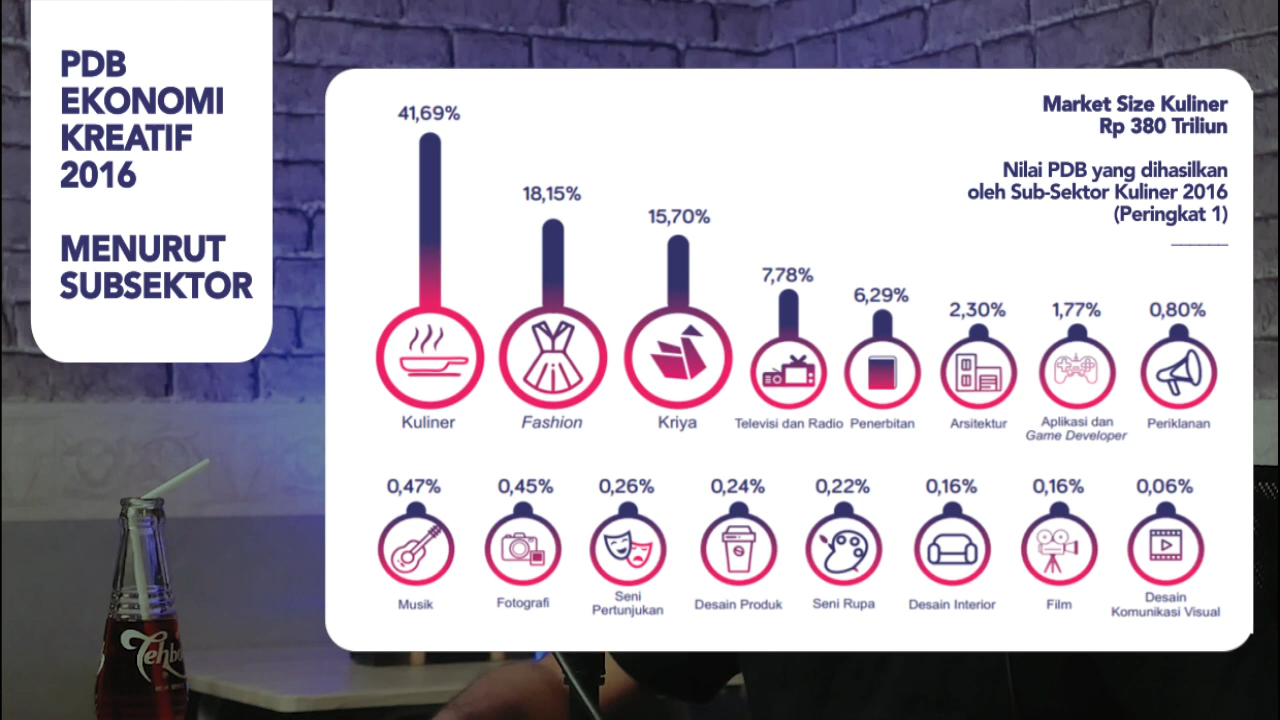 PDB
EKONOMI
KREATIF
2016
MENURUT
SUBSEKTOR
Market Size Kuliner
Rp 380 Triliun
Nilai PDB yang dihasilkan
oleh Sub-Sektor Kuliner 2016
(Peringkat 1)
41,69%
18,15%
15,70%
7,78%
6,29%
2,30%
1,77%
0,80%
Kuliner
Fashion
Kriya
Televisi dan Radio
Penerbitan
Arsitektur
Aplikasi dan
Game Developer
Periklanan
0,47%
0,45%
0,26%
0,24%
0,22%
0,16%
0,16%
0,06%
Musik
Fotografi
Seni
Pertunjukan
Desain Produk
Seni Rupa
Desain Interior
Film
Desain
Komunikasi Visual